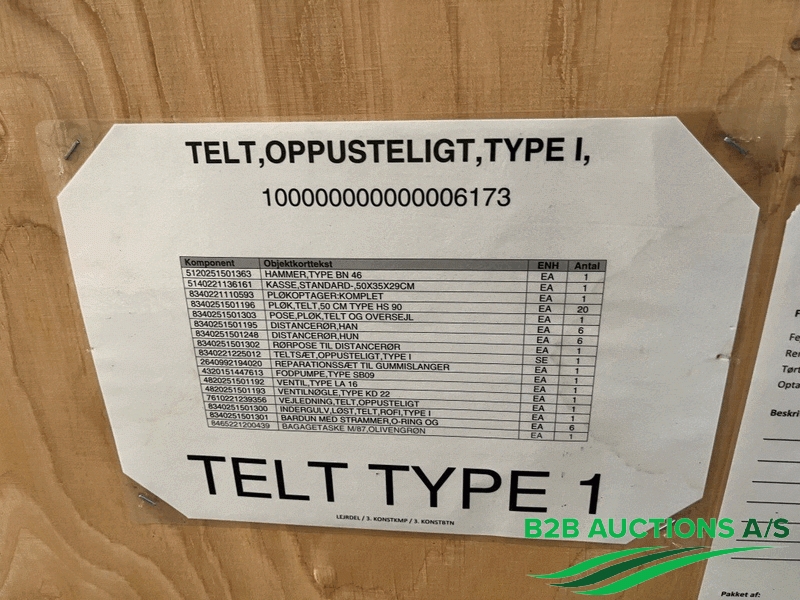 TELT,OPPUSTELIGT,TYPE I,
100000000000006173
Komponent Objektkorttekst ENH Antal
5120251501363 HAMMER,TYPE BN 46 EA 1
5140221136161 KASSE,STANDARD-,50X35X29CM EA 1
8340221110593 PLØKOPTAGER:KOMPLET EA 1
8340251501196 PLØK,TELT,50 CM TYPE HS 90 EA 20
8340251501303 POSE,PLØK,TELT OG OVERSEJL EA 1
8340251501195 DISTANCERØR,HAN EA 6
8340251501248 DISTANCERØR,HUN EA 6
8340251501302 RØRPOSE TIL DISTANCERØR EA 1
8340221225012 TELTSÆT,OPPUSTELIGT,TYPE I EA 1
2640992194020 REPARATIONSSÆT TIL GUMMISLANGER SE 1
4320151447613 FODPUMPE,TYPE SB09 EA 1
4820251501192 VENTIL,TYPE LA 16 EA 1
4820251501193 VENTILNØGLE,TYPE KD 22 EA 1
7610221239356 VEJLEDNING,TELT,OPPUSTELIGT EA 1
8340251501300 INDERGULV,LØST,TELT,ROFI,TYPE I EA 1
8340251501301 BARDUN MED STRAMMER,O-RING OG EA 6
8465221200439 BAGAGETASKE M/87,OLIVENGRØN EA 1
TELT TYPE 1
LEJRDEL / 3. KONSTKMP / 3. KONSTBTN
B2B AUCTIONS A/S
Beskri
Pakket af: